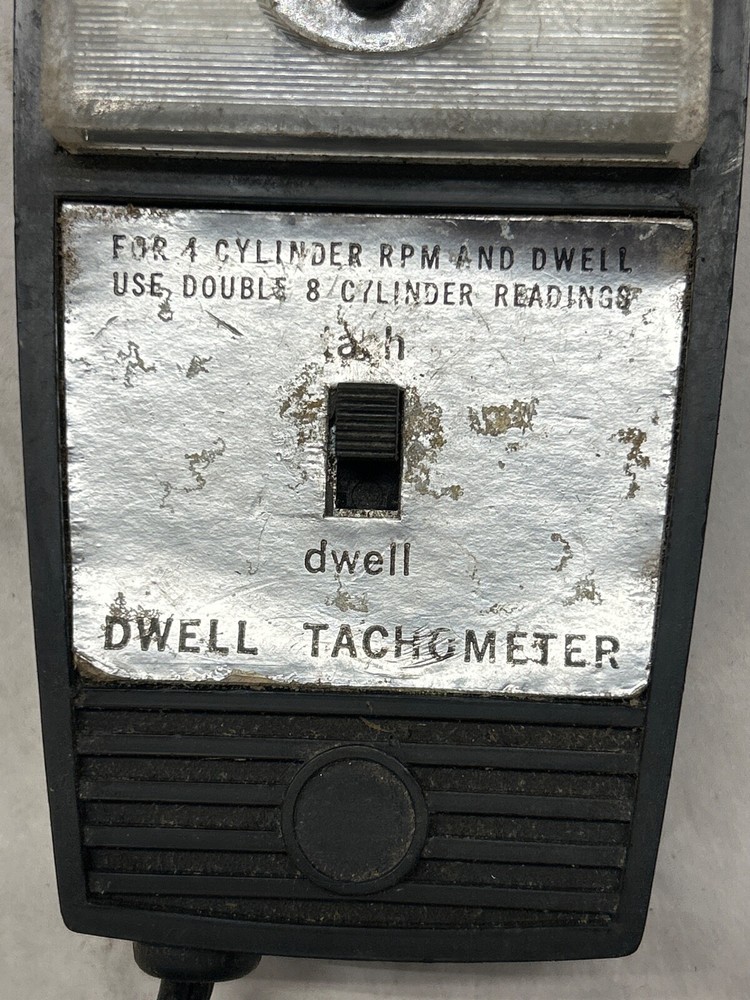 FOR 4 CYLINDER RPM AND DWELL
USE DOUBLE 8 CYLINDER READINGS
tach
dwell
DWELL TACHOMETER